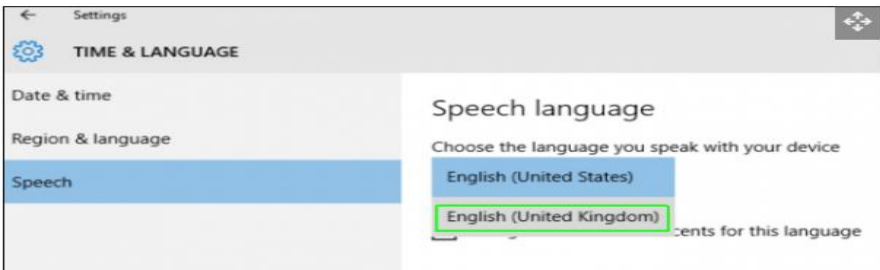 Settings
TIME & LANGUAGE
Date & time
Region & language
Speech
Speech language
Choose the language you speak with your device
English (United States)
English (United Kingdom)
cents for this language